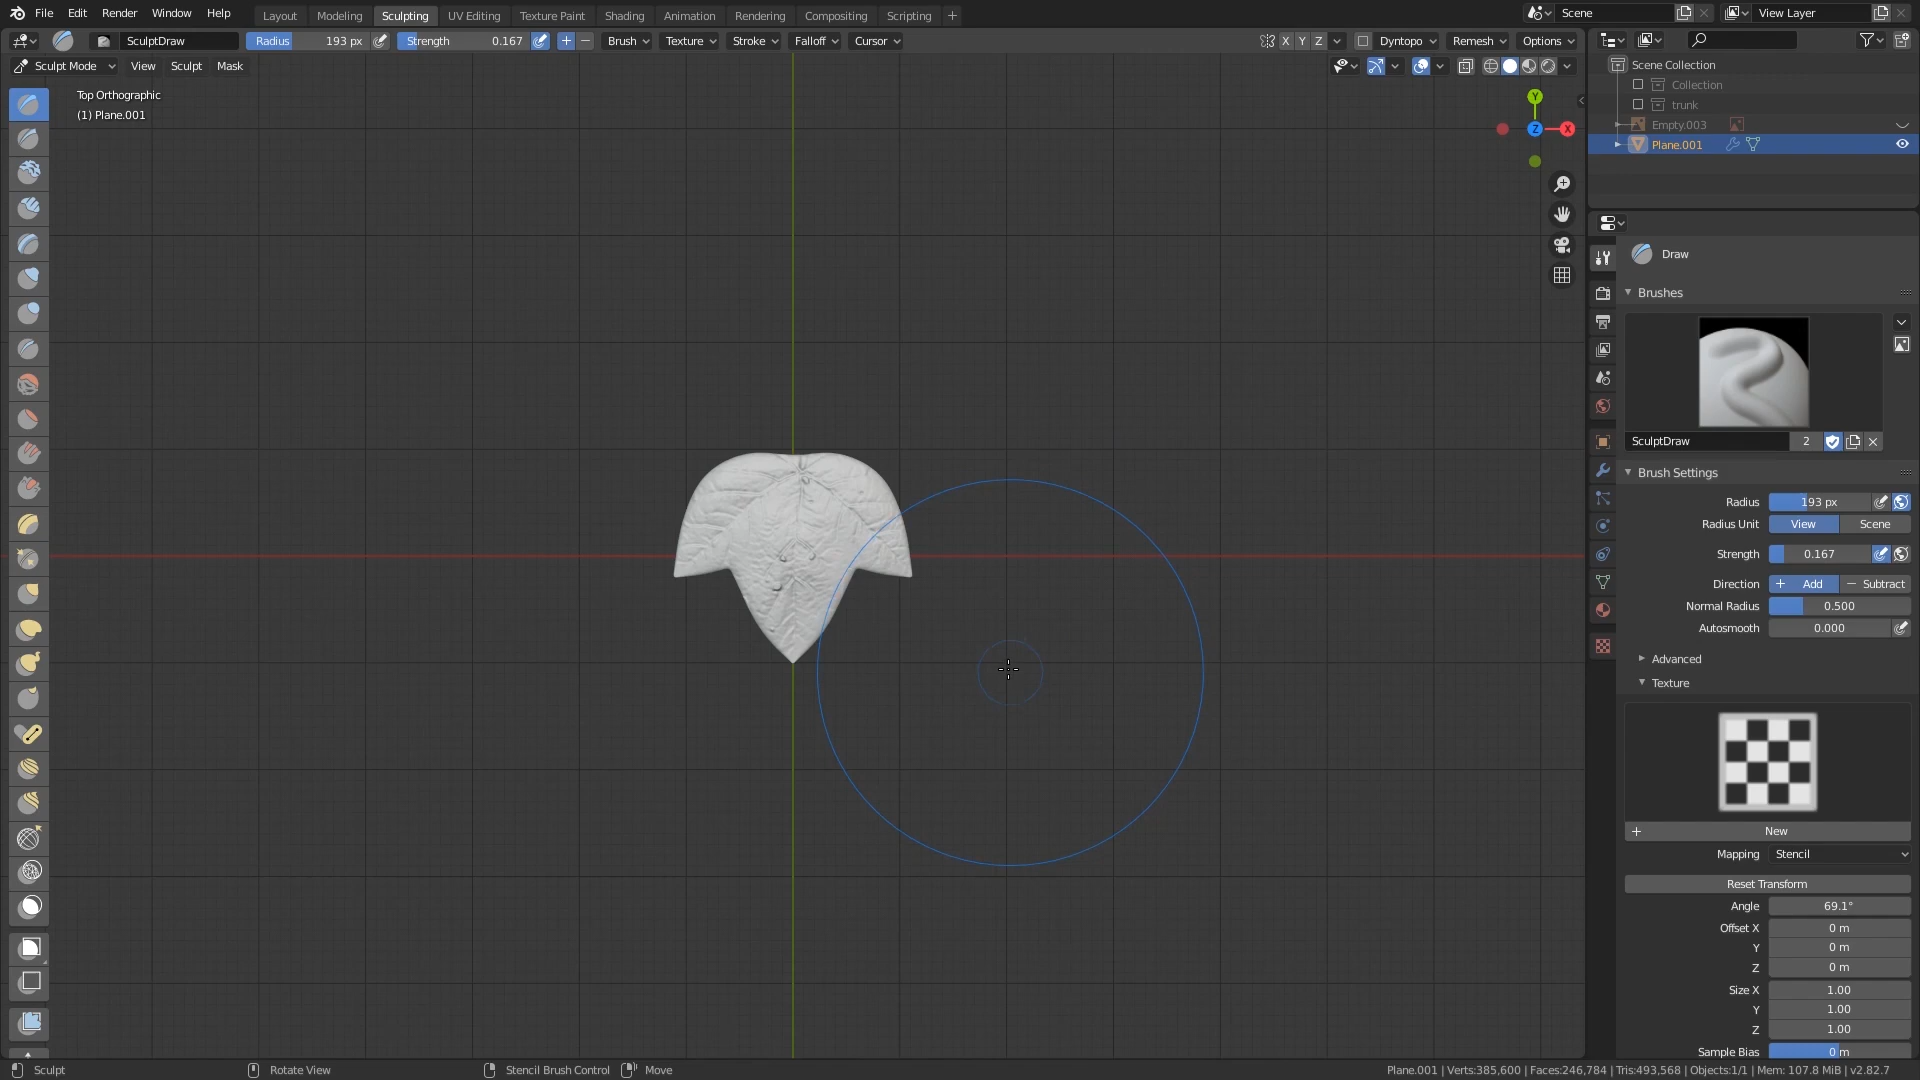 File Edit Render Window Help Layout Modeling Sculpting UV Editing Texture Paint Shading Animation Rendering Compositing Scripting + Scene View Layer
SculptDraw Radius 193 px Strength 0.167 + − Brush Texture Stroke Falloff Cursor X Y Z Dyntopo Remesh Options
Sculpt Mode View Sculpt Mask
Top Orthographic
(1) Plane.001
Y
Z X
Scene Collection
Collection
trunk
Empty.003
Plane.001
Draw
Brushes
SculptDraw 2
Brush Settings
Radius 193 px
Radius Unit View Scene
Strength 0.167
Direction + Add − Subtract
Normal Radius 0.500
Autosmooth 0.000
Advanced
Texture
+ New
Mapping Stencil
Reset Transform
Angle 69.1°
Offset X 0 m
Y 0 m
Z 0 m
Size X 1.00
Y 1.00
Z 1.00
Sample Bias 0 m
Sculpt Rotate View Stencil Brush Control Move Plane.001 | Verts:385,600 | Faces:246,784 | Tris:493,568 | Objects:1/1 | Mem: 107.8 MiB | v2.82.7